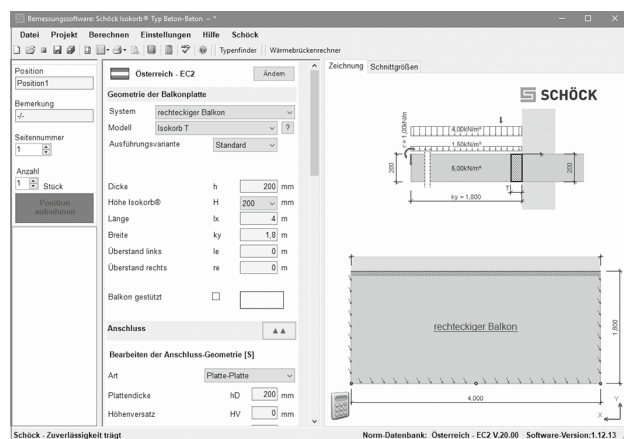 Bemessungssoftware: Schöck Isokorb® Typ Beton-Beton - *
Datei Projekt Berechnen Einstellungen Hilfe Schöck
Typenfinder Wärmebrückenrechner
Position
Position1
Bemerkung
-/-
Seitennummer
1
Anzahl
1 Stück
Position
aufnehmen
Österreich - EC2 Ändern
Geometrie der Balkonplatte
System rechteckiger Balkon
Modell Isokorb T ?
Ausführungsvariante Standard
Dicke h 200 mm
Höhe Isokorb® H 200 mm
Länge lx 4 m
Breite ky 1,8 m
Überstand links le 0 m
Überstand rechts re 0 m
Balkon gestützt
Anschluss
Bearbeiten der Anschluss-Geometrie [S]
Art Platte-Platte
Plattendicke hD 200 mm
Höhenversatz HV 0 mm
Zeichnung Schnittgrößen
SCHÖCK
r = 1,00kN/m
4,00kN/m²
1,50kN/m²
5,00kN/m²
200
200
T
ky = 1,800
rechteckiger Balkon
1,800
4,000
Y
X
Schöck - Zuverlässigkeit trägt
Norm-Datenbank: Österreich - EC2 V.20.00 Software-Version:1.12.13